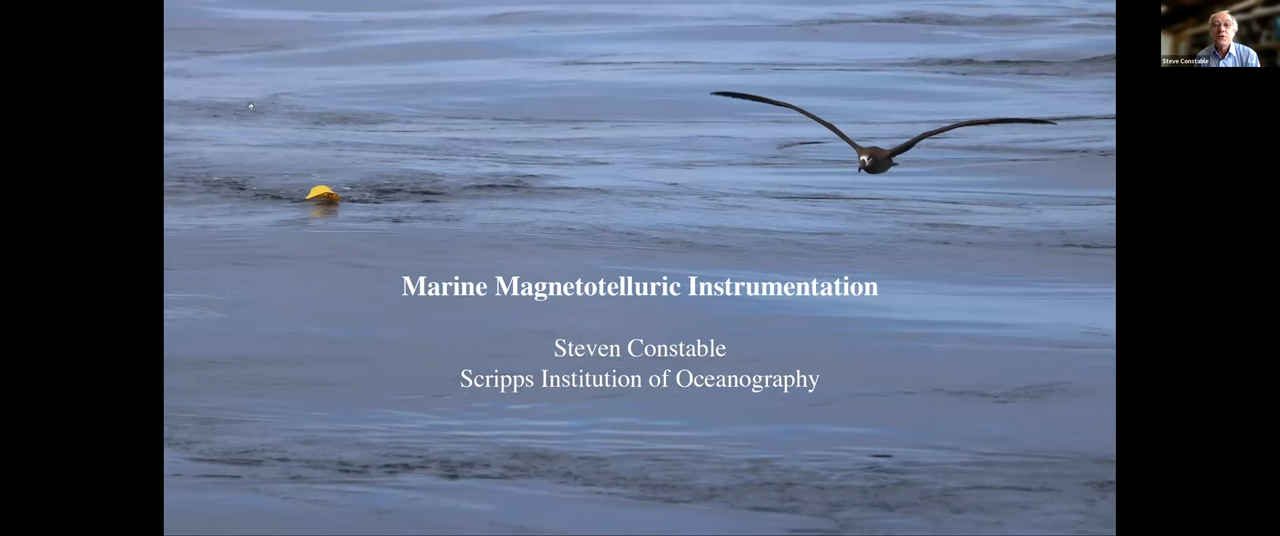 Marine Magnetotelluric Instrumentation
Steven Constable
Scripps Institution of Oceanography
Steve Constable